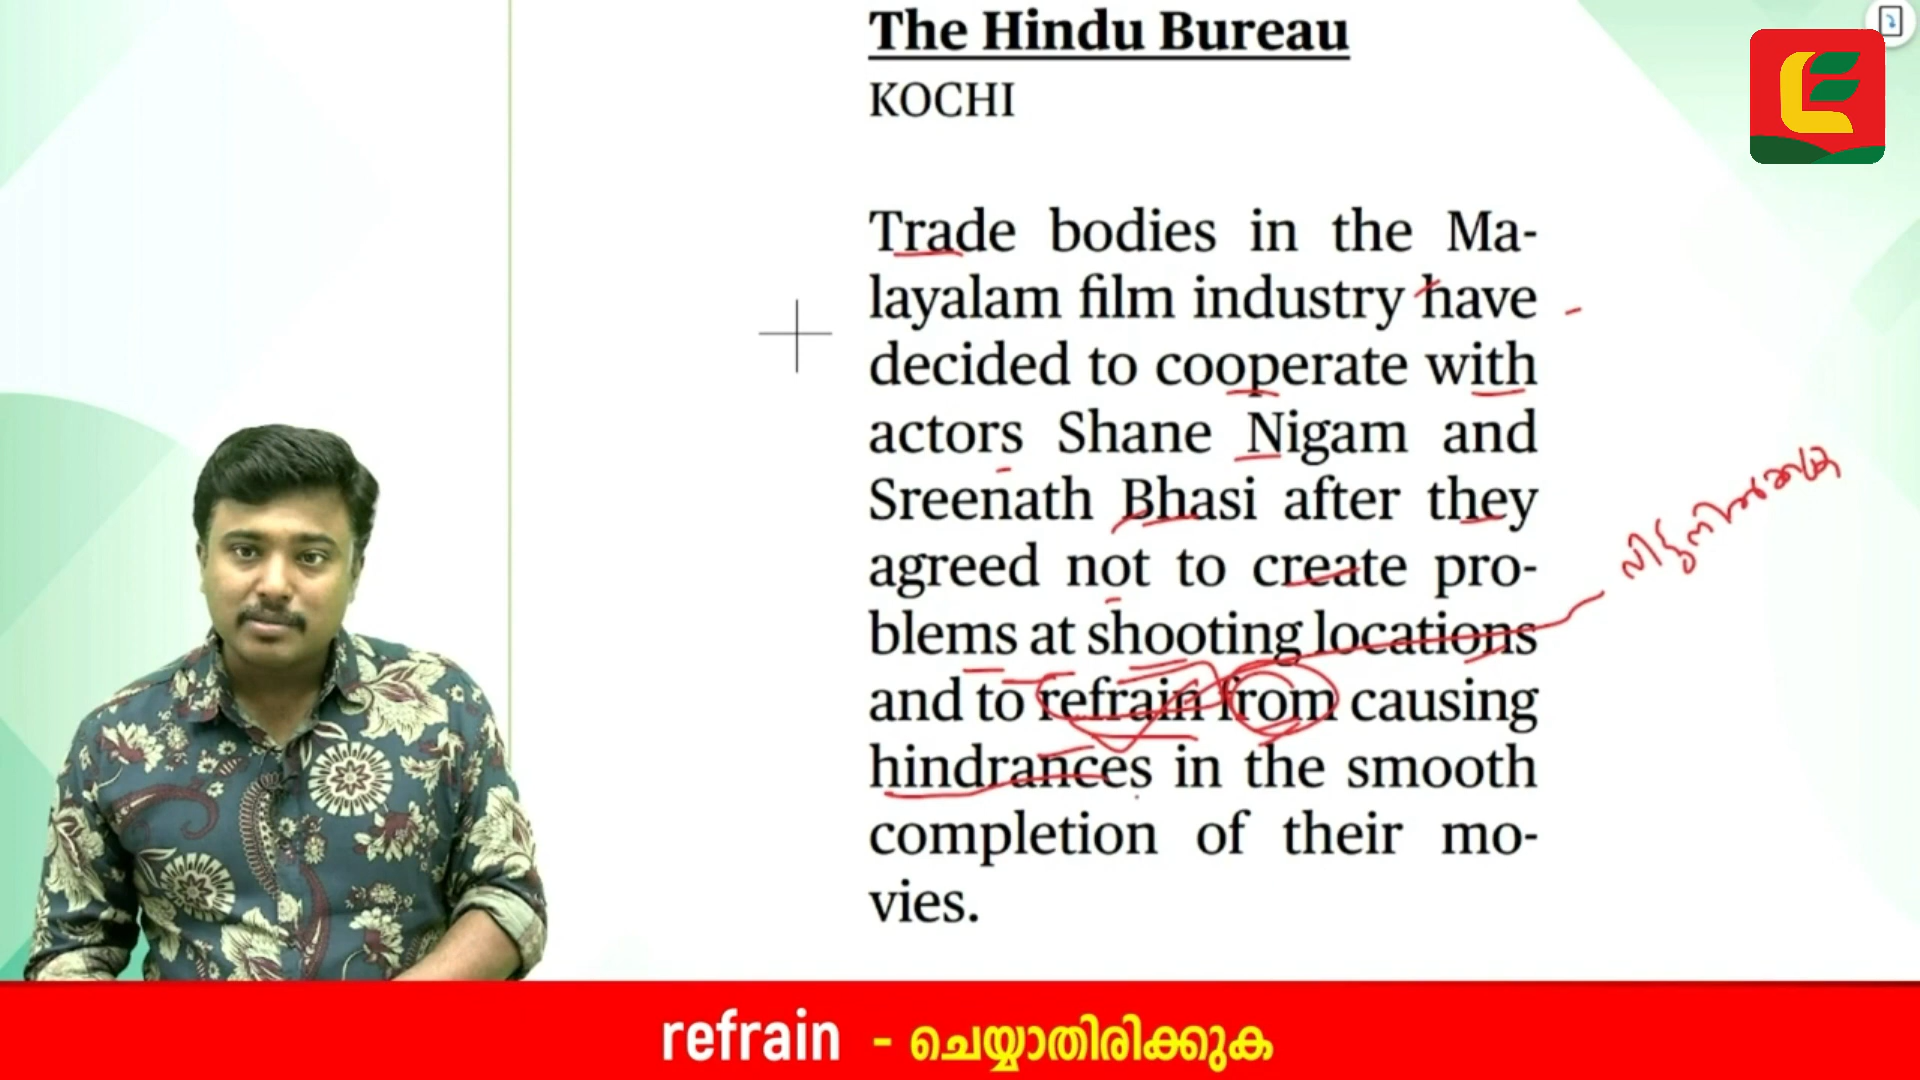 The Hindu Bureau
KOCHI
Trade bodies in the Ma-
layalam film industry have
decided to cooperate with
actors Shane Nigam and
Sreenath Bhasi after they
agreed not to create pro-
blems at shooting locations
and to refrain from causing
hindrances in the smooth
completion of their mo-
vies.
വിട്ടുനിൽക്കുക
refrain - ചെയ്യാതിരിക്കുക